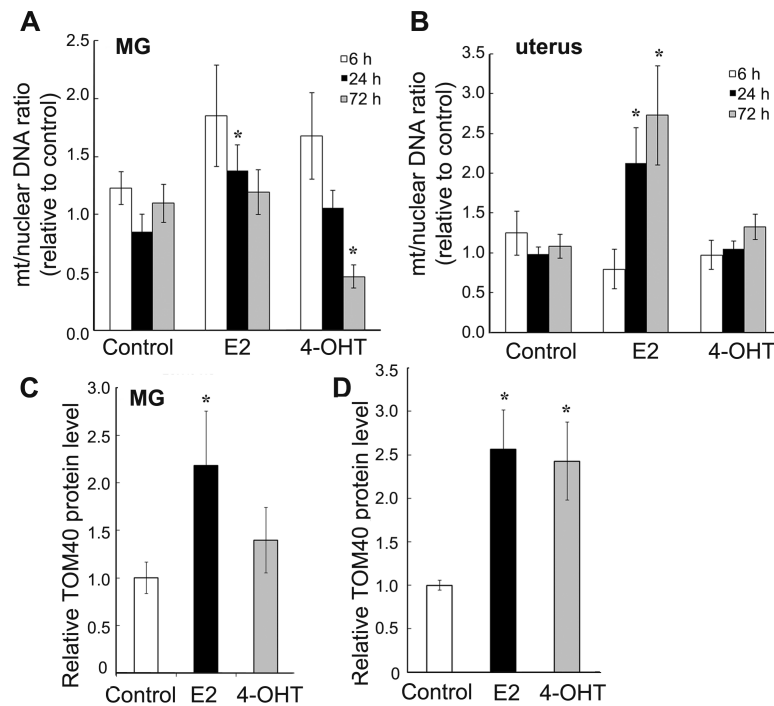 A
MG
mt/nuclear DNA ratio
(relative to control)
2.5
2.0
1.5
1.0
0.5
0.0
6 h
24 h
72 h
*
*
Control
E2
4-OHT
B
uterus
mt/nuclear DNA ratio
(relative to control)
3.5
3.0
2.5
2.0
1.5
1.0
0.5
0.0
6 h
24 h
72 h
*
*
Control
E2
4-OHT
C
MG
Relative TOM40 protein level
3.0
2.5
2.0
1.5
1.0
0.5
0
*
Control
E2
4-OHT
D
Relative TOM40 protein level
3.5
3.0
2.5
2.0
1.5
1.0
0.5
0
*
*
Control
E2
4-OHT